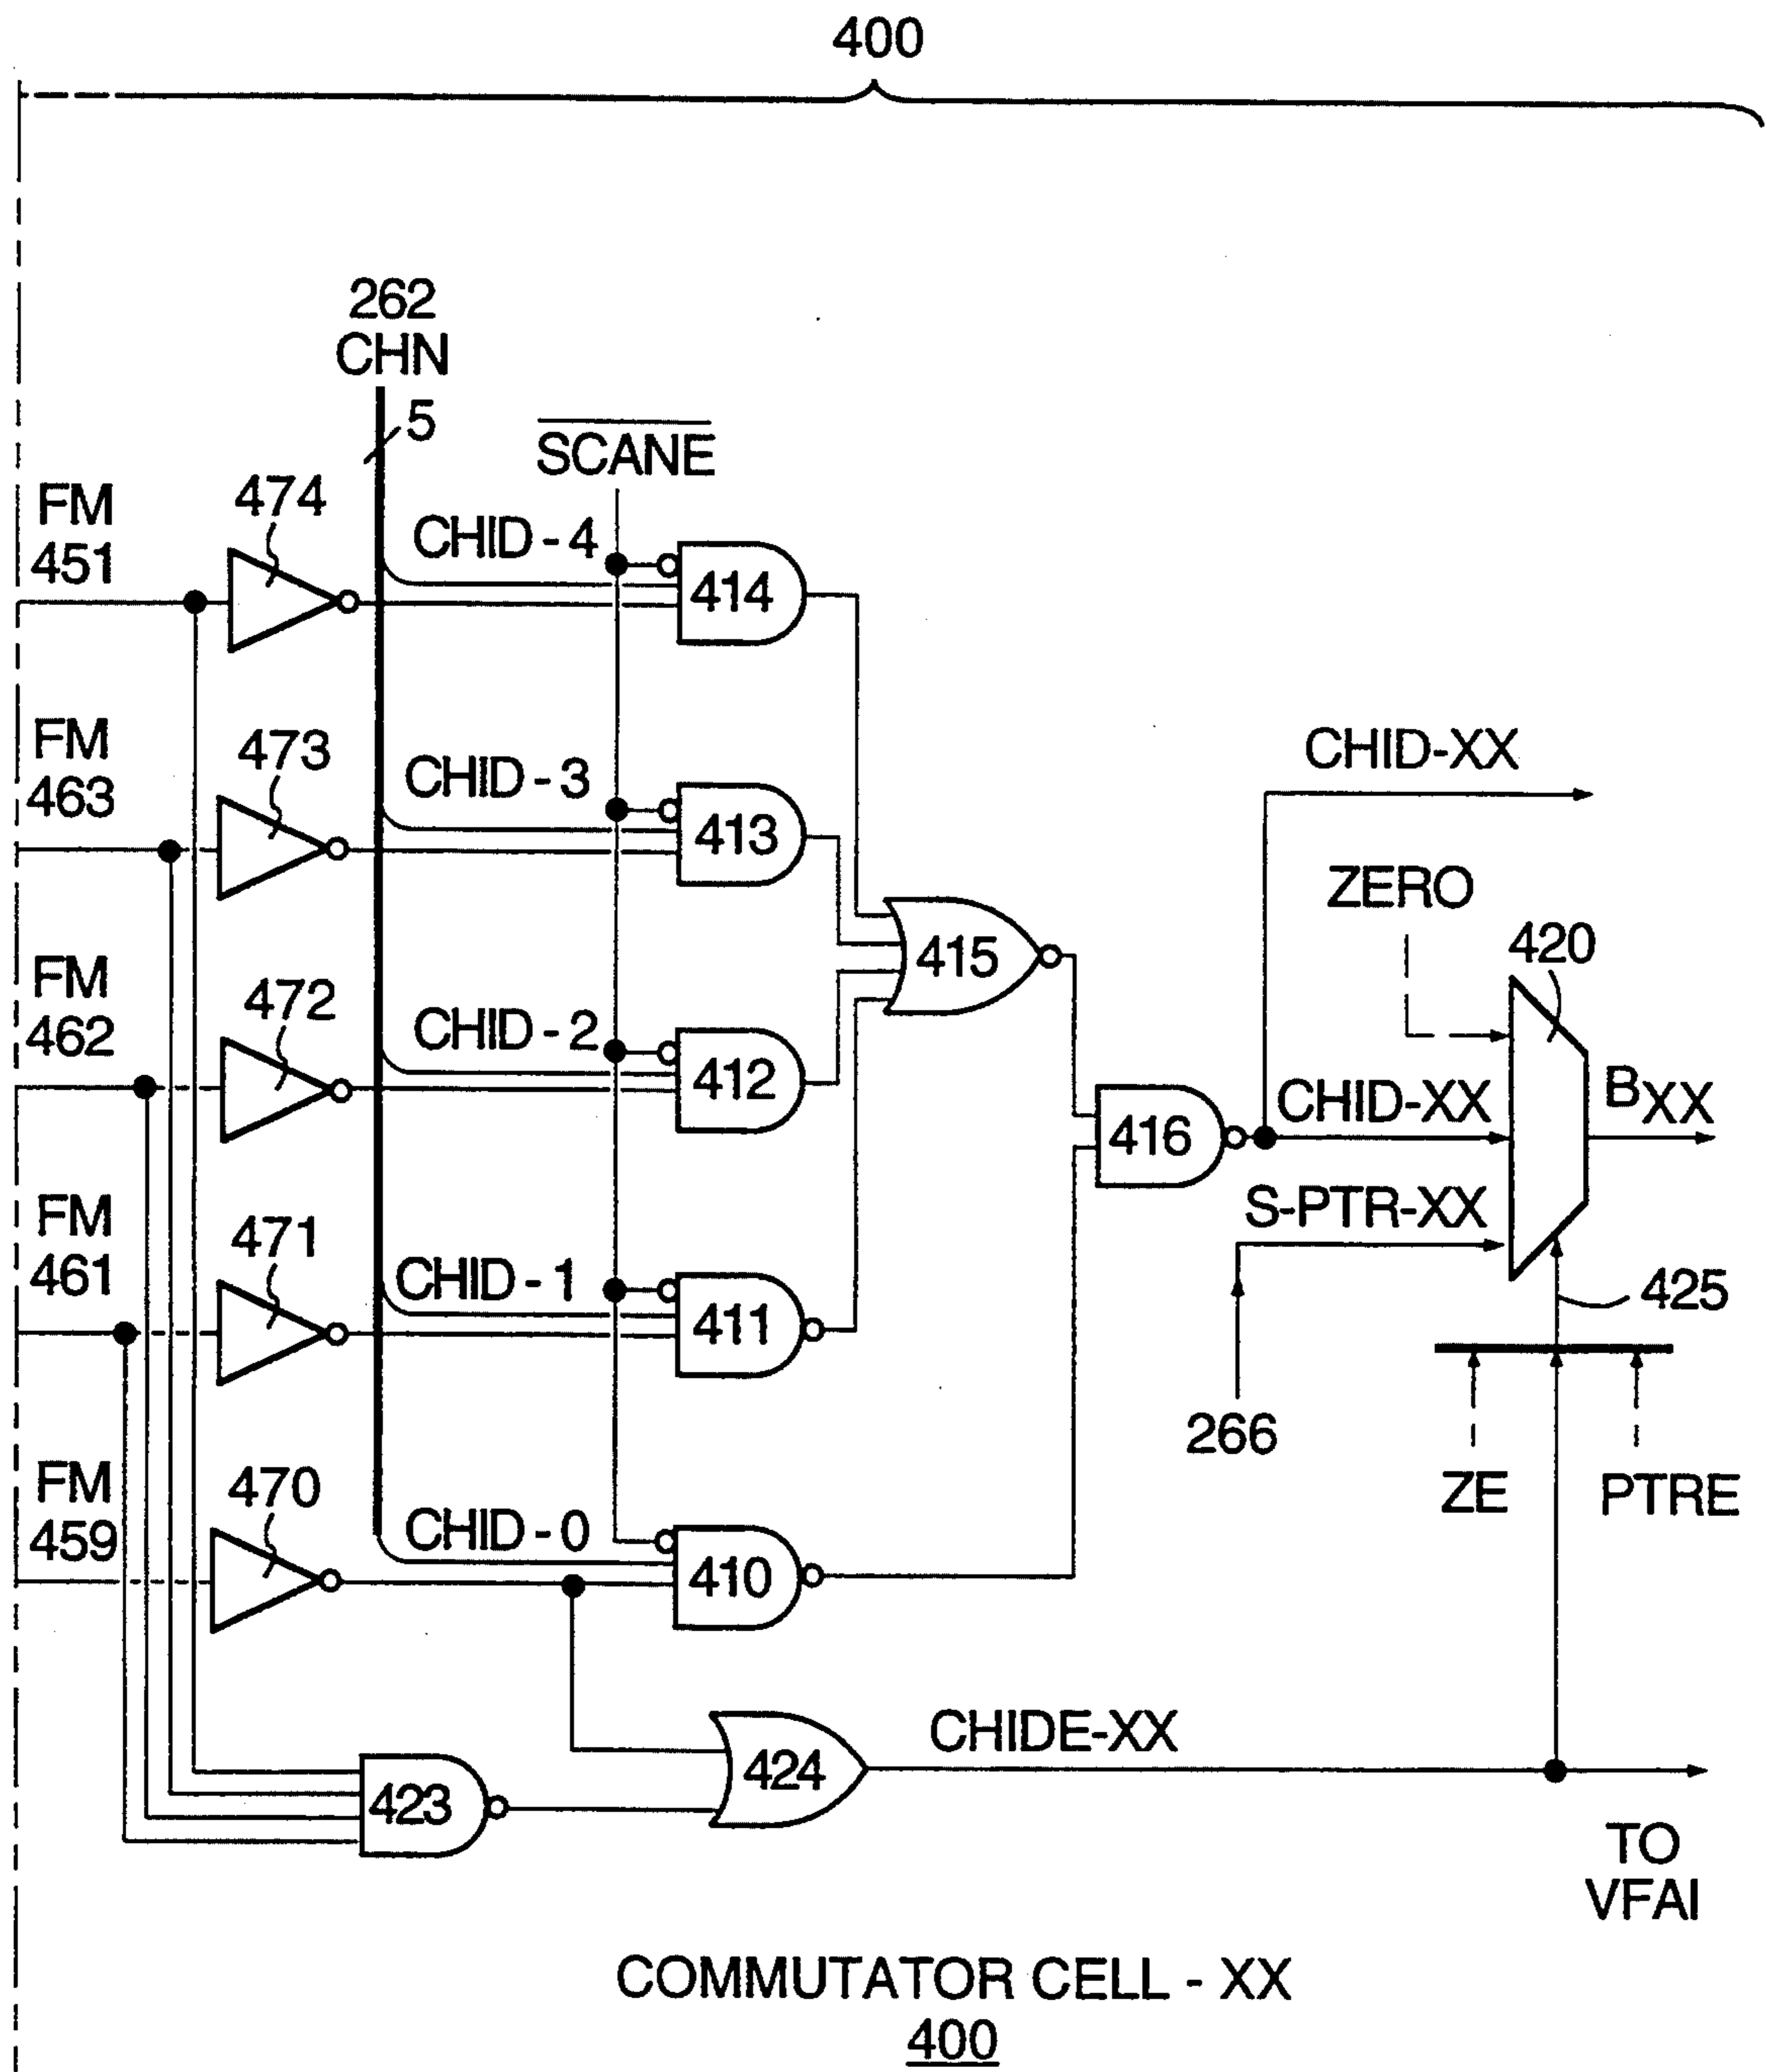 400
262
CHN
5
SCANE
FM
451
474
CHID-4
414
FM
463
473
CHID-3
413
CHID-XX
ZERO
415
420
FM
462
472
CHID-2
412
416
CHID-XX
BXX
S-PTR-XX
FM
461
471
CHID-1
411
425
266
ZE
PTRE
FM
459
470
CHID-0
410
423
424
CHIDE-XX
TO
VFAI
COMMUTATOR CELL - XX
400